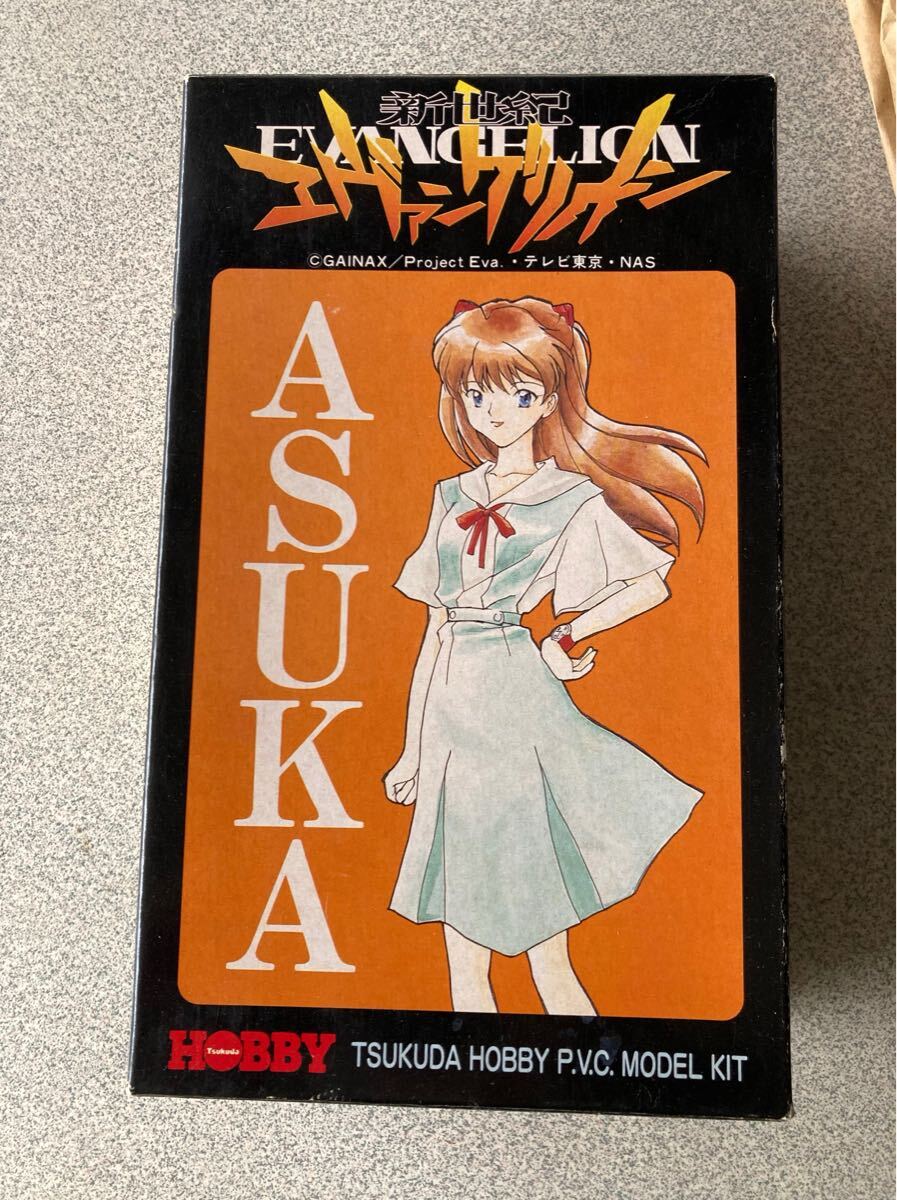 新世紀
EVANGELION
エヴァンゲリオン
©GAINAX/Project Eva.・テレビ東京・NAS
ASUKA
HOBBY
Tsukuda
TSUKUDA HOBBY P.V.C. MODEL KIT